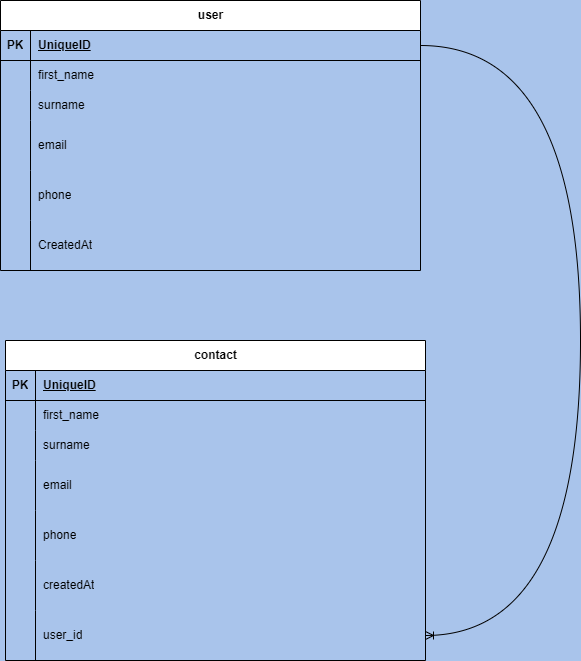 user
PK UniqueID
first_name
surname
email
phone
CreatedAt
contact
PK UniqueID
first_name
surname
email
phone
createdAt
user_id